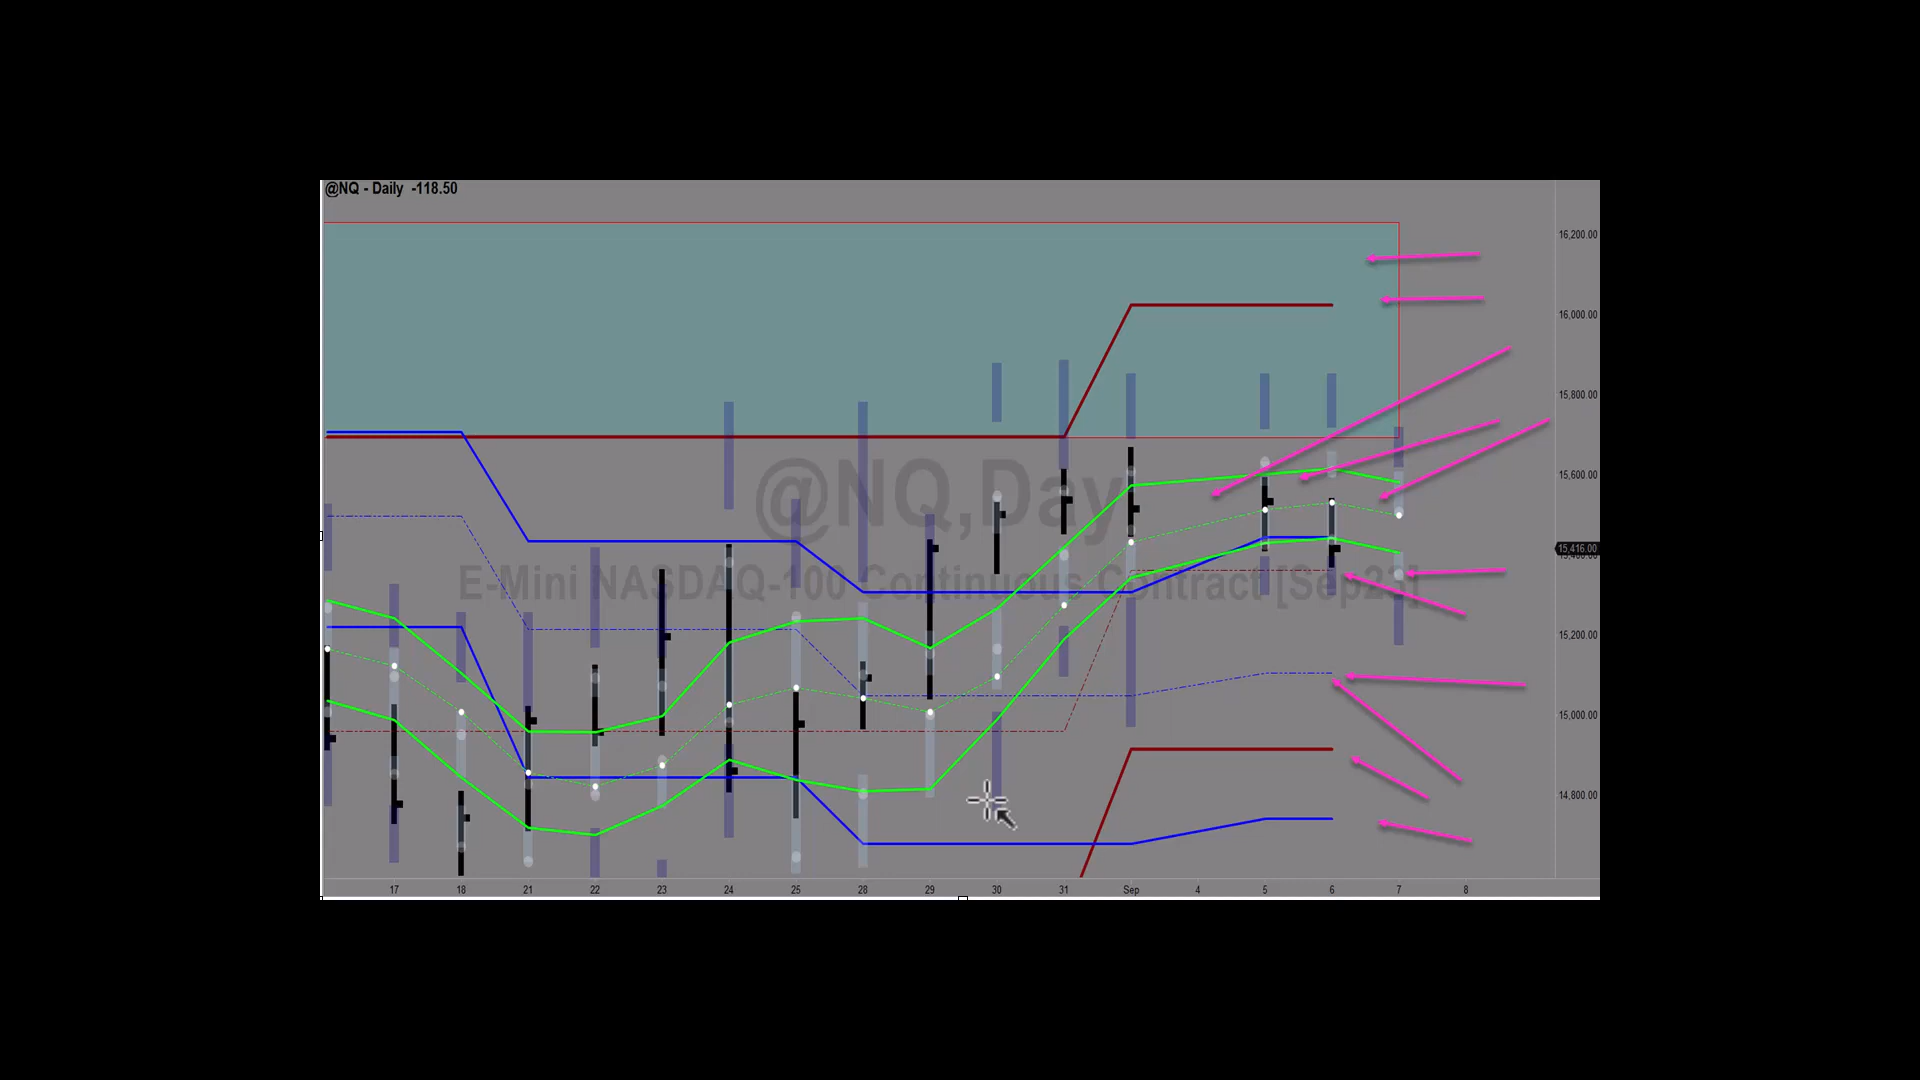 @NQ - Daily -118.50
16,200.00
16,000.00
15,800.00
@NQ,Day
15,600.00
15,416.00
E-Mini NASDAQ-100 Continuous Contract [Sep23]
15,200.00
15,000.00
14,800.00
17 18 21 22 23 24 25 28 29 30 31 Sep 4 5 6 7 8